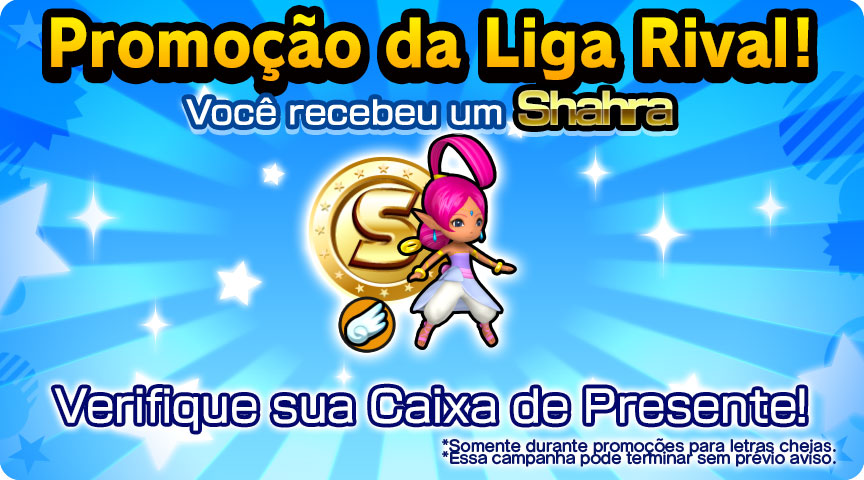 Promoção da Liga Rival!
Você recebeu um Shahra
S
Verifique sua Caixa de Presente!
*Somente durante promoções para letras cheias.
*Essa campanha pode terminar sem prévio aviso.